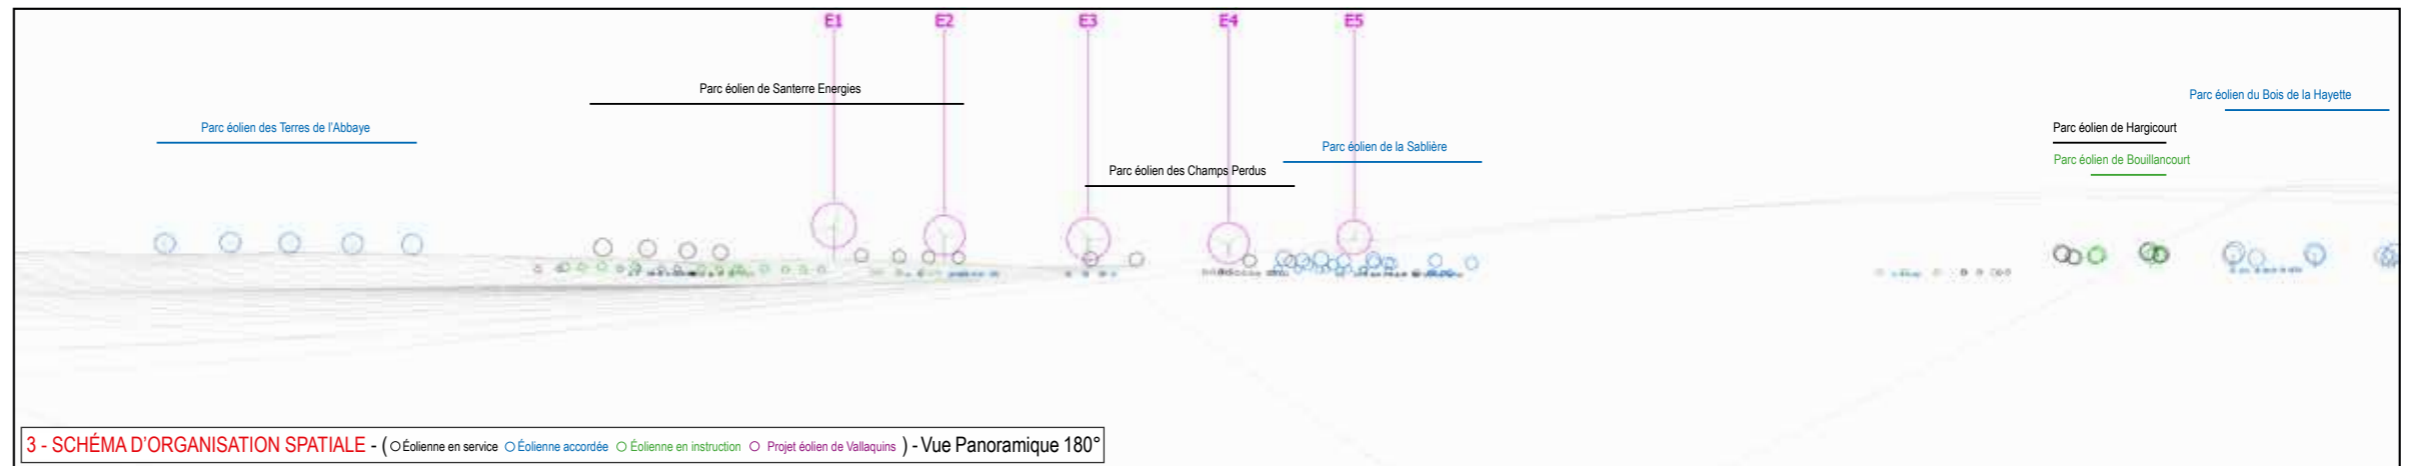 E1 E2 E3 E4 E5
Parc éolien de Santerre Energies
Parc éolien du Bois de la Hayette
Parc éolien des Terres de l'Abbaye
Parc éolien de Hargicourt
Parc éolien de la Sablière
Parc éolien de Bouillancourt
Parc éolien des Champs Perdus
3 - SCHÉMA D'ORGANISATION SPATIALE - ( Éolienne en service Éolienne accordée Éolienne en instruction Projet éolien de Vallaquins ) - Vue Panoramique 180°